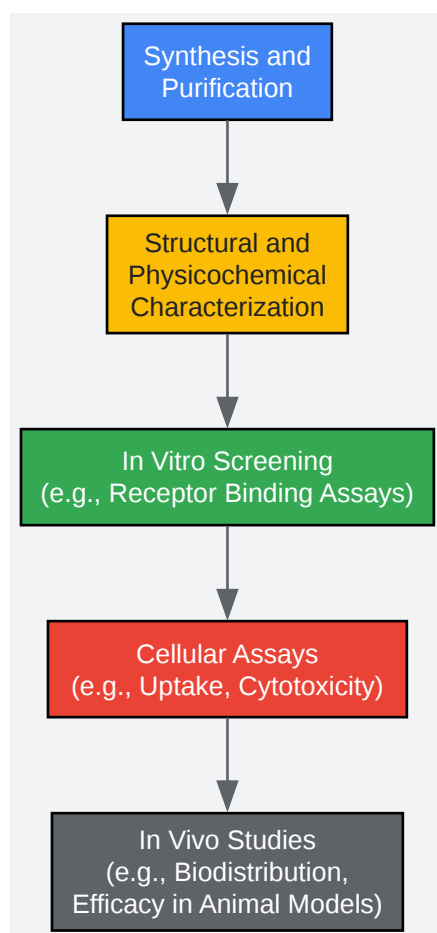 Synthesis and
Purification
Structural and
Physicochemical
Characterization
In Vitro Screening
(e.g., Receptor Binding Assays)
Cellular Assays
(e.g., Uptake, Cytotoxicity)
In Vivo Studies
(e.g., Biodistribution,
Efficacy in Animal Models)